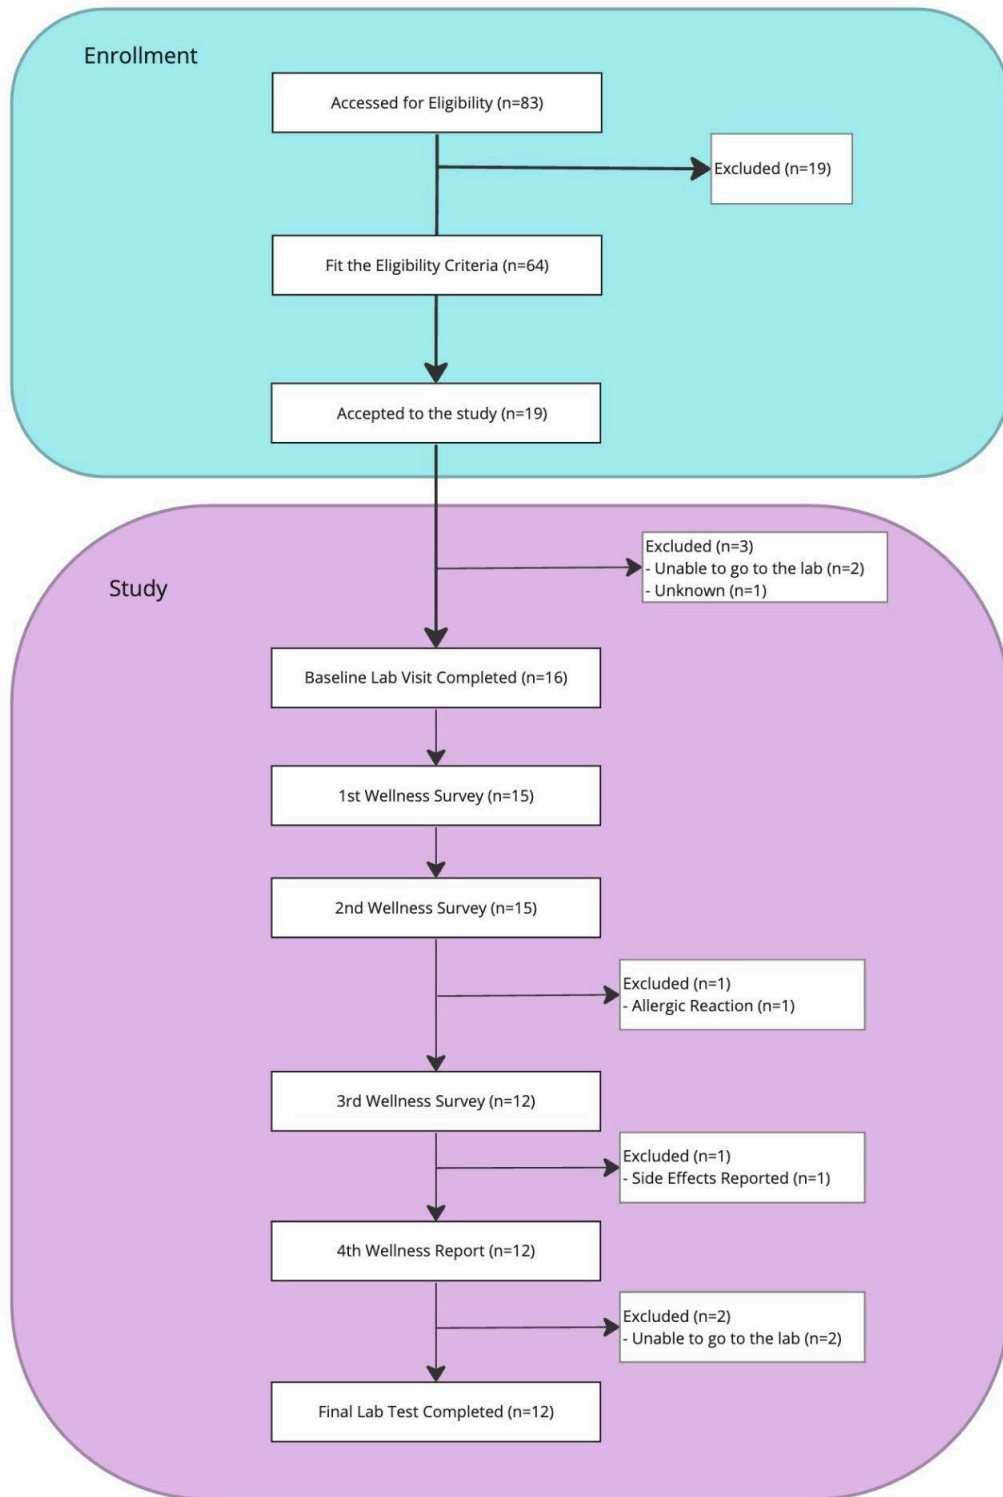 Enrollment
Accessed for Eligibility (n=83)
Excluded (n=19)
Fit the Eligibility Criteria (n=64)
Accepted to the study (n=19)
Study
Excluded (n=3)
- Unable to go to the lab (n=2)
- Unknown (n=1)
Baseline Lab Visit Completed (n=16)
1st Wellness Survey (n=15)
2nd Wellness Survey (n=15)
Excluded (n=1)
- Allergic Reaction (n=1)
3rd Wellness Survey (n=12)
Excluded (n=1)
- Side Effects Reported (n=1)
4th Wellness Report (n=12)
Excluded (n=2)
- Unable to go to the lab (n=2)
Final Lab Test Completed (n=12)